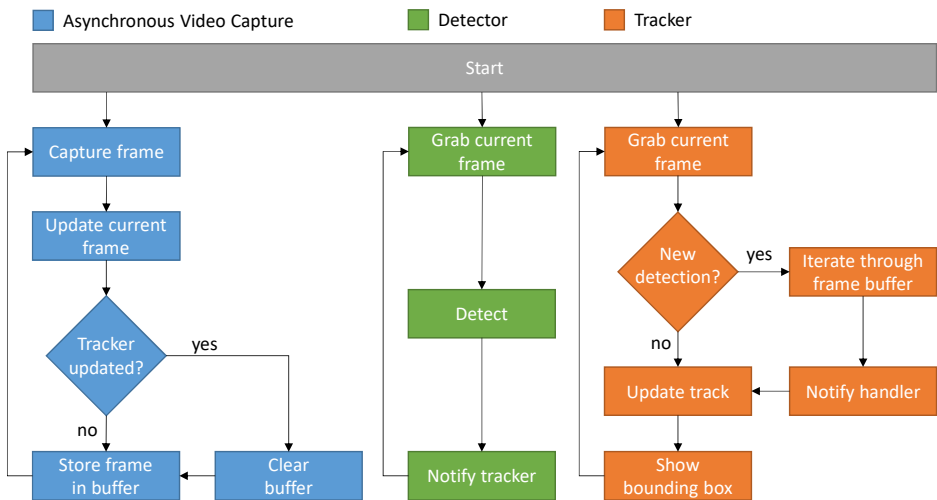 Asynchronous Video Capture
Detector
Tracker
Start
Capture frame
Grab current
frame
Grab current
frame
Update current
frame
New
detection?
yes
Iterate through
frame buffer
Detect
Tracker
updated?
yes
no
no
Update track
Notify handler
Store frame
in buffer
Clear
buffer
Notify tracker
Show
bounding box